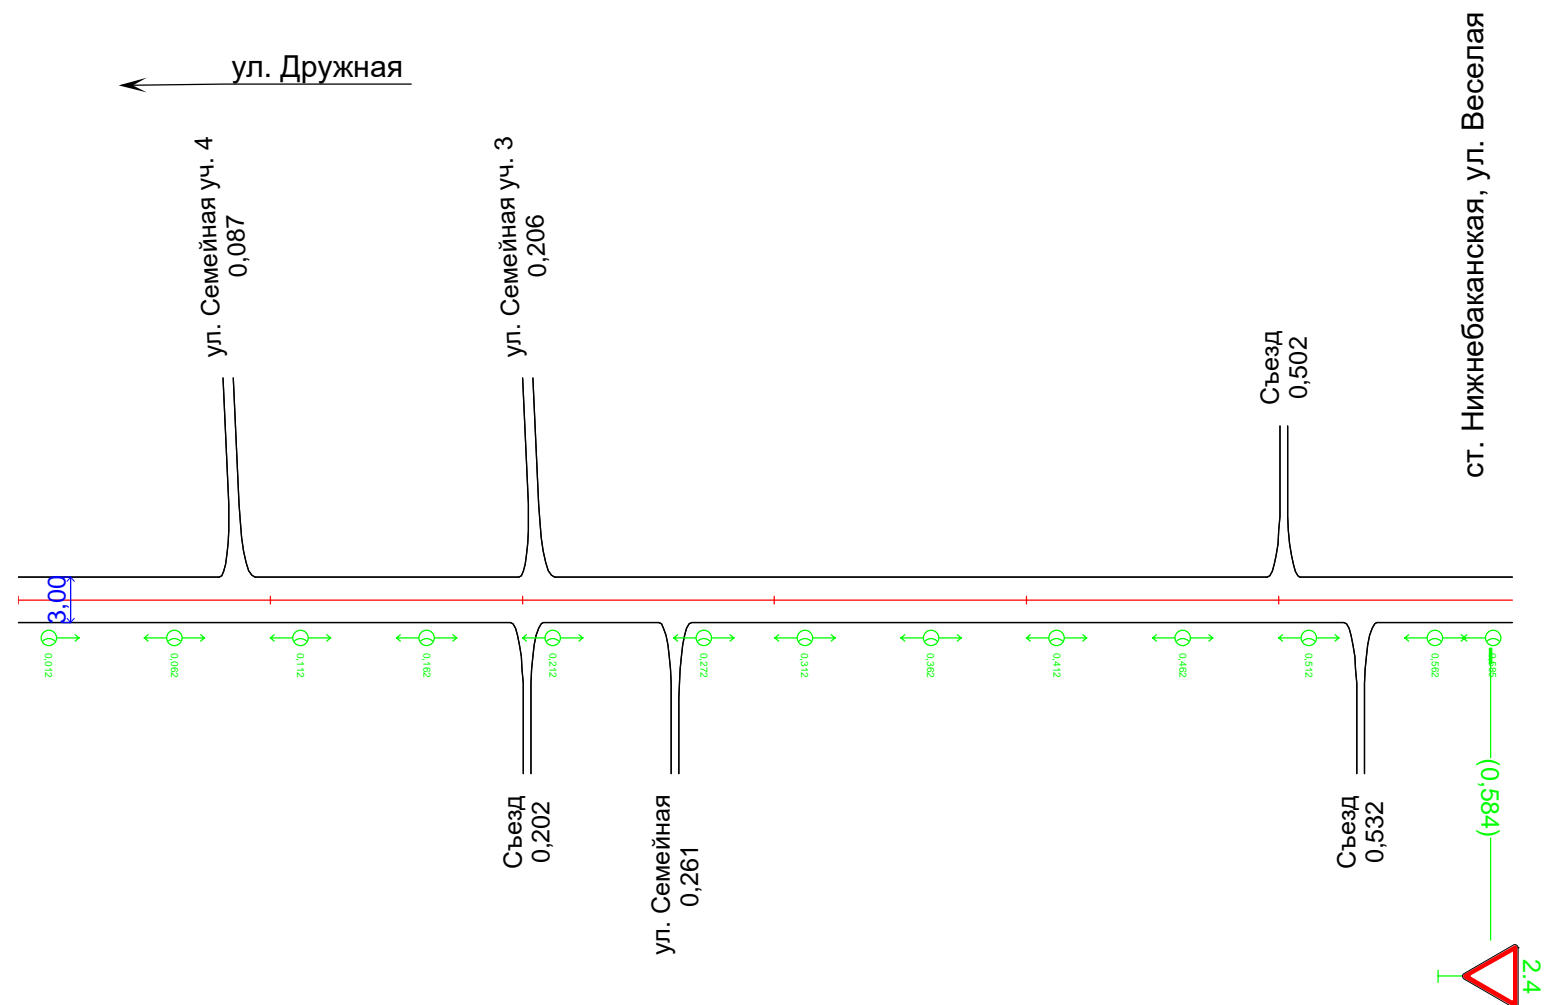 ул. Дружная
ст. Нижнебаканская, ул. Веселая
ул. Семейная уч. 4
0,087
ул. Семейная уч. 3
0,206
Съезд
0,502
3,00
0.012
0.062
0.112
0.162
0.212
0.272
0.312
0.362
0.412
0.462
0.512
0.562
0.585
(0,584)
Съезд
0,202
ул. Семейная
0,261
Съезд
0,532
2.4